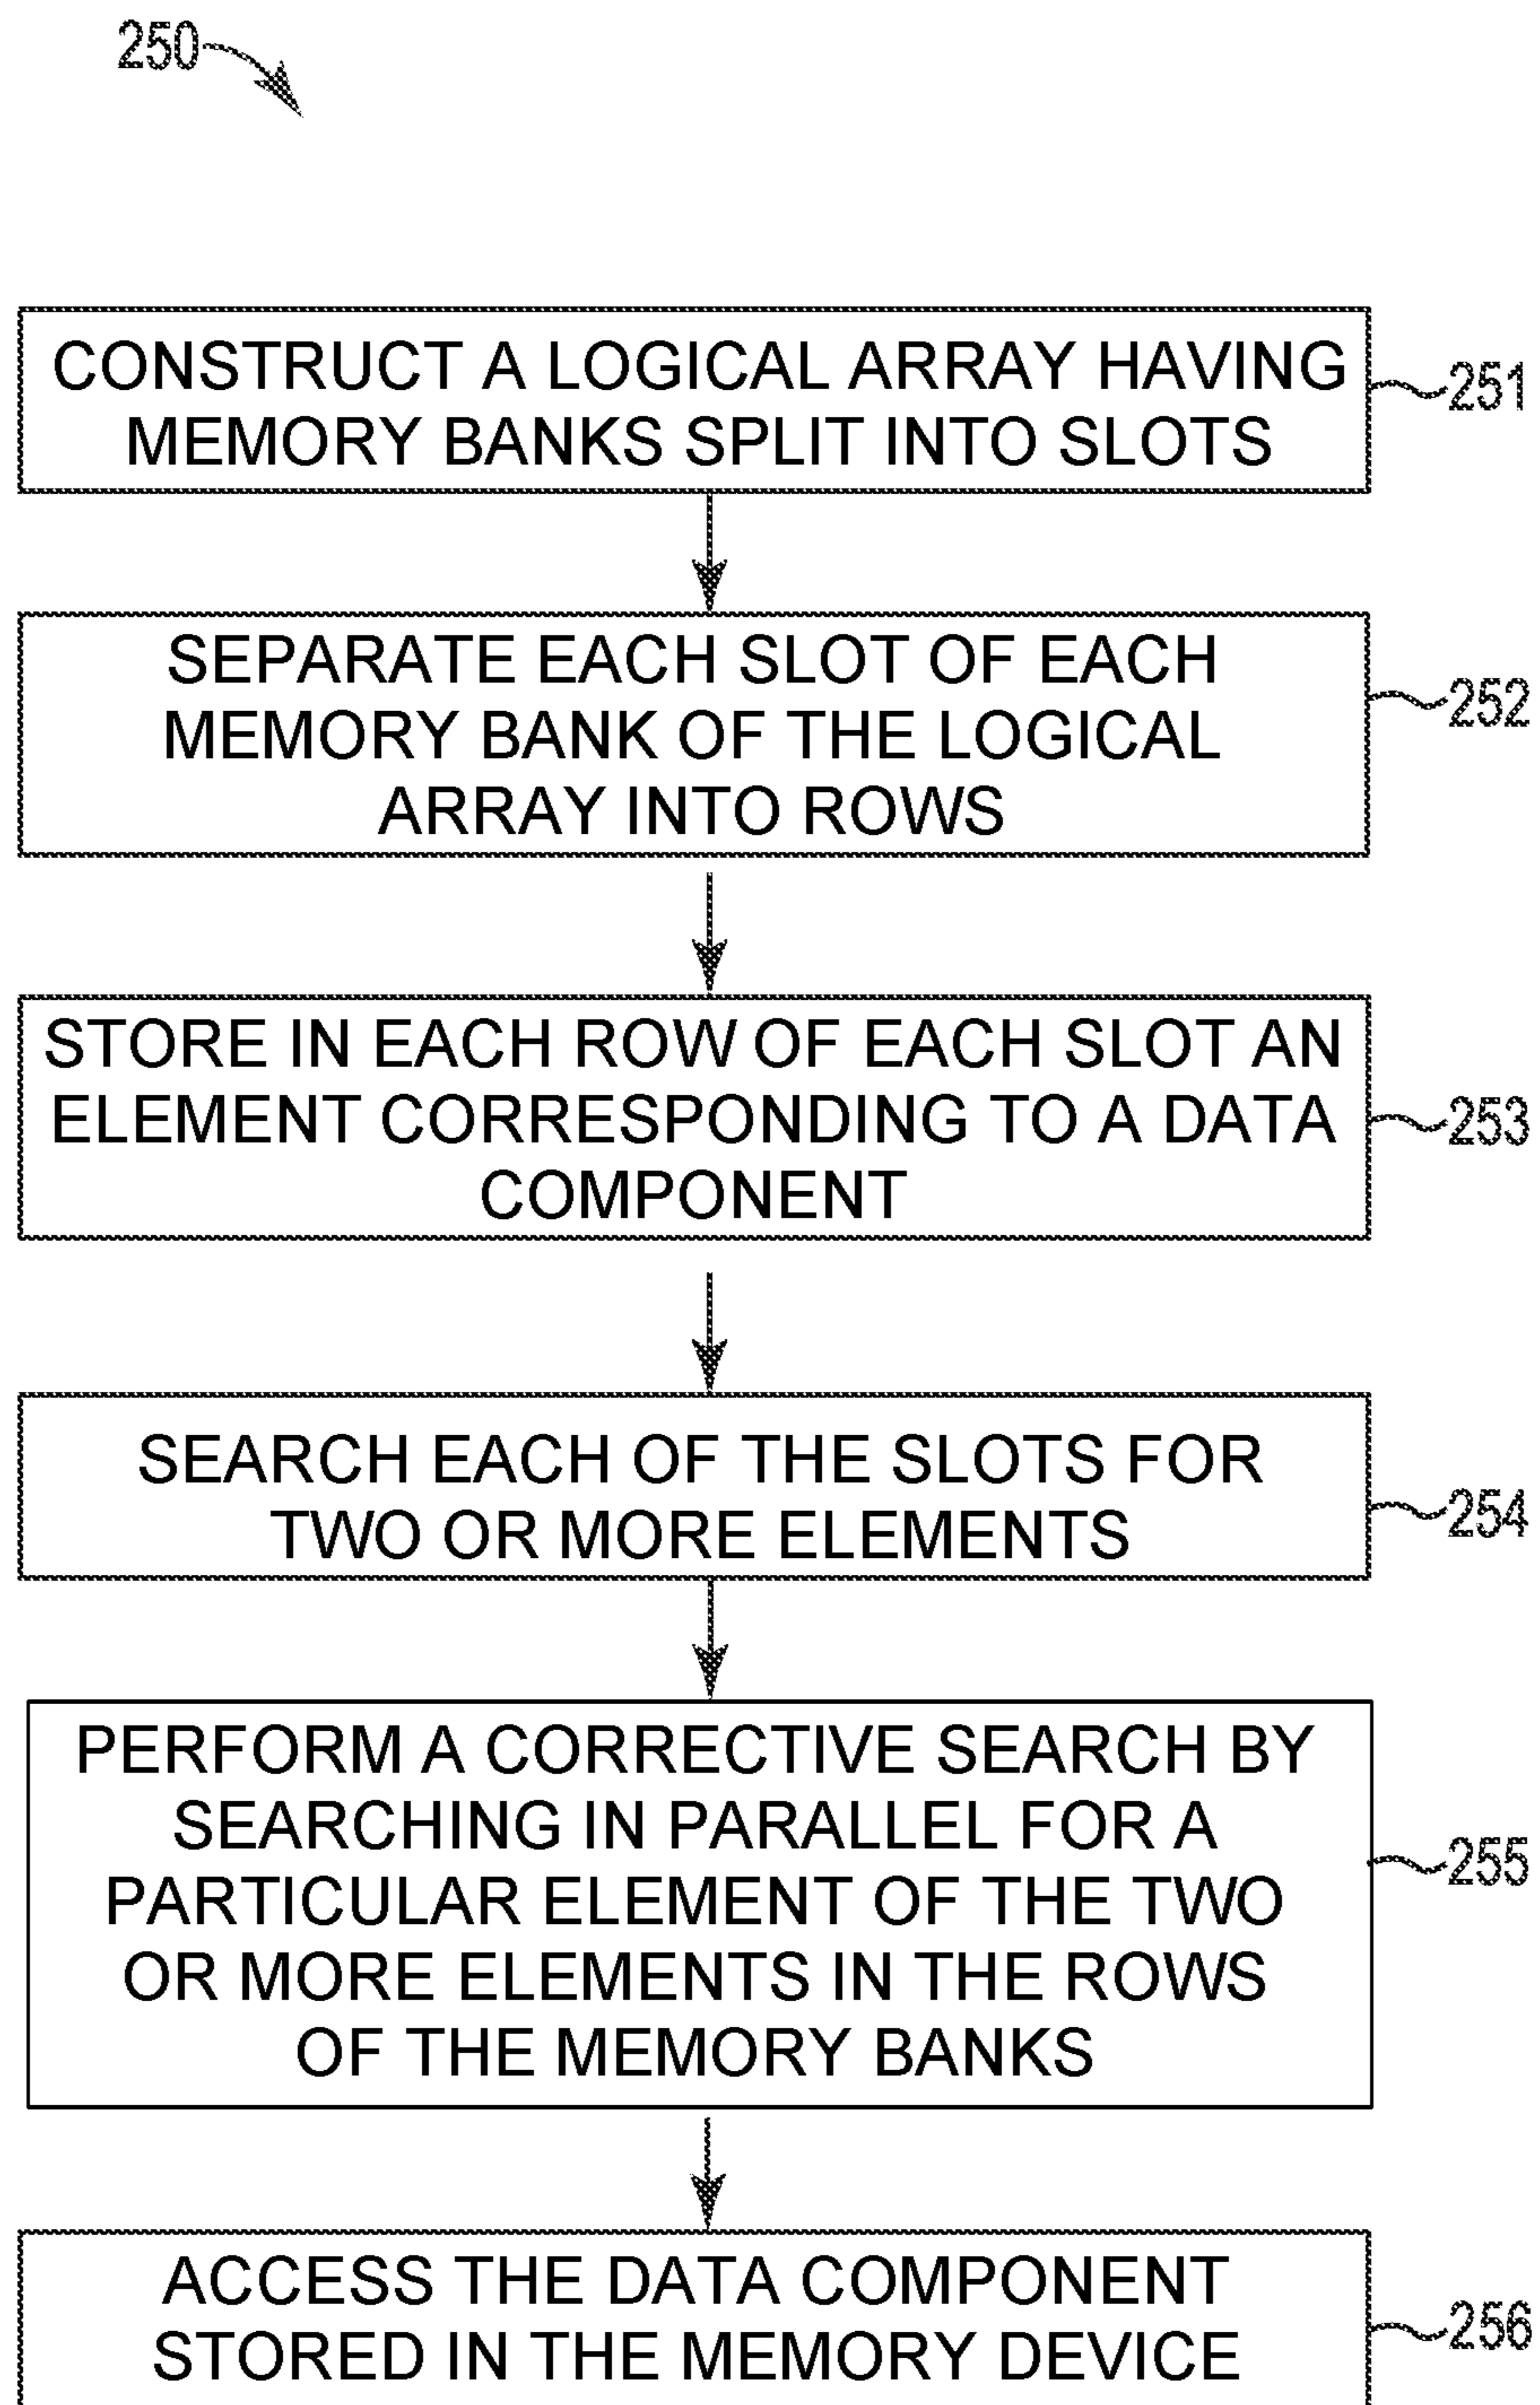 250
CONSTRUCT A LOGICAL ARRAY HAVING
MEMORY BANKS SPLIT INTO SLOTS
251
SEPARATE EACH SLOT OF EACH
MEMORY BANK OF THE LOGICAL
ARRAY INTO ROWS
252
STORE IN EACH ROW OF EACH SLOT AN
ELEMENT CORRESPONDING TO A DATA
COMPONENT
253
SEARCH EACH OF THE SLOTS FOR
TWO OR MORE ELEMENTS
254
PERFORM A CORRECTIVE SEARCH BY
SEARCHING IN PARALLEL FOR A
PARTICULAR ELEMENT OF THE TWO
OR MORE ELEMENTS IN THE ROWS
OF THE MEMORY BANKS
255
ACCESS THE DATA COMPONENT
STORED IN THE MEMORY DEVICE
256